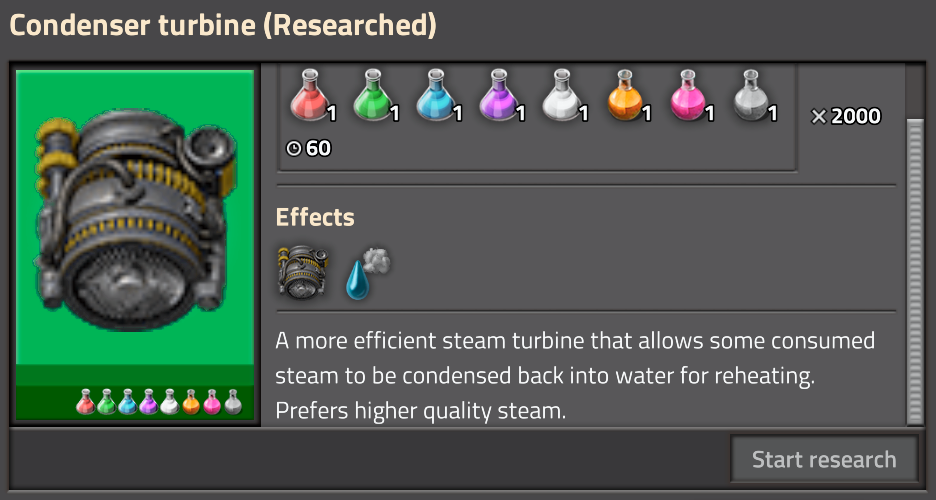 Condenser turbine (Researched)
1 1 1 1 1 1 1 1
× 2000
60
Effects
A more efficient steam turbine that allows some consumed
steam to be condensed back into water for reheating.
Prefers higher quality steam.
Start research